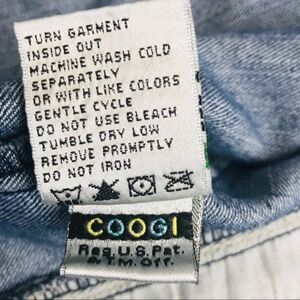 TURN GARMENT
INSIDE OUT
MACHINE WASH COLD
SEPARATELY
OR WITH LIKE COLORS
GENTLE CYCLE
DO NOT USE BLEACH
TUMBLE DRY LOW
REMOVE PROMPTLY
DO NOT IRON
COOGI
Reg. U.S. Pat.
& T.M. Off.